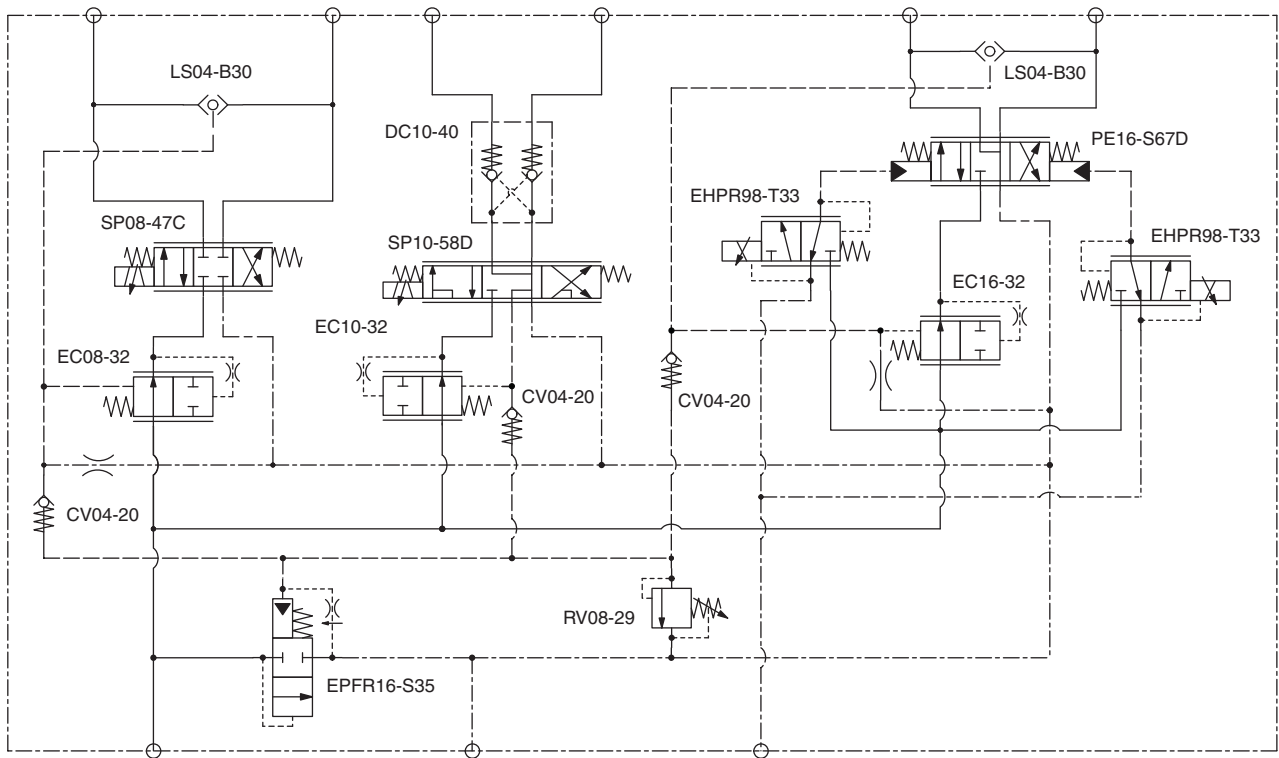 LS04-B30
LS04-B30
DC10-40
PE16-S67D
EHPR98-T33
SP08-47C
SP10-58D
EHPR98-T33
EC16-32
EC10-32
EC08-32
CV04-20
CV04-20
CV04-20
RV08-29
EPFR16-S35